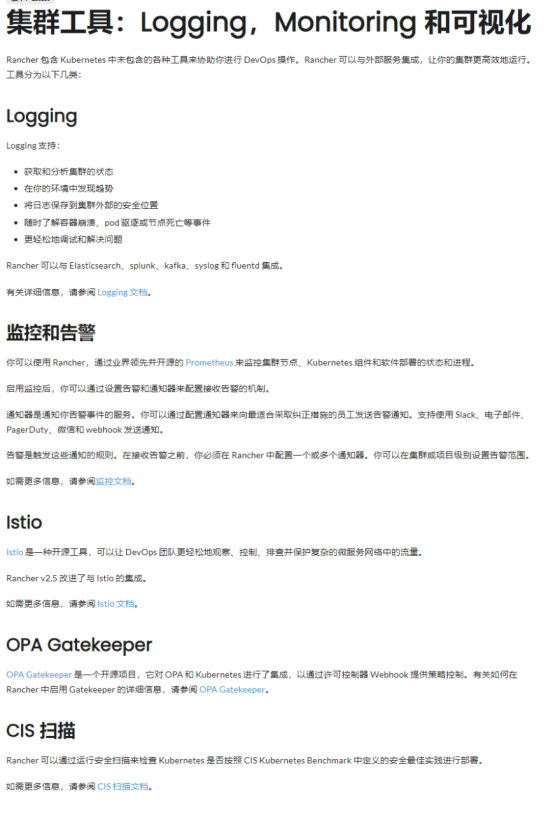 集群工具：Logging，Monitoring 和可视化
Rancher 包含 Kubernetes 中未包含的各种工具来协助你进行 DevOps 操作。Rancher 可以与外部服务集成，让你的集群更高效地运行。
工具分为以下几类：
Logging
Logging 支持：
获取和分析集群的状态
在你的环境中发现趋势
将日志保存到集群外部的安全位置
随时了解容器崩溃、pod 驱逐或节点死亡等事件
更轻松地调试和解决问题
Rancher 可以与 Elasticsearch、splunk、kafka、syslog 和 fluentd 集成。
有关详细信息，请参阅 Logging 文档。
监控和告警
你可以使用 Rancher，通过业界领先并开源的 Prometheus 来监控集群节点、Kubernetes 组件和软件部署的状态和进程。
启用监控后，你可以通过设置告警和通知器来配置接收告警的机制。
通知器是通知你告警事件的服务。你可以通过配置通知器来向最适合采取纠正措施的员工发送告警通知。支持使用 Slack、电子邮件、
PagerDuty、微信和 webhook 发送通知。
告警是触发这些通知的规则。在接收告警之前，你必须在 Rancher 中配置一个或多个通知器。你可以在集群或项目级别设置告警范围。
如需更多信息，请参阅监控文档。
Istio
Istio 是一种开源工具，可以让 DevOps 团队更轻松地观察、控制、排查并保护复杂的微服务网络中的流量。
Rancher v2.5 改进了与 Istio 的集成。
如需更多信息，请参阅 Istio 文档。
OPA Gatekeeper
OPA Gatekeeper 是一个开源项目，它对 OPA 和 Kubernetes 进行了集成，以通过许可控制器 Webhook 提供策略控制。有关如何在
Rancher 中启用 Gatekeeper 的详细信息，请参阅 OPA Gatekeeper。
CIS 扫描
Rancher 可以通过运行安全扫描来检查 Kubernetes 是否按照 CIS Kubernetes Benchmark 中定义的安全最佳实践进行部署。
如需更多信息，请参阅 CIS 扫描文档。